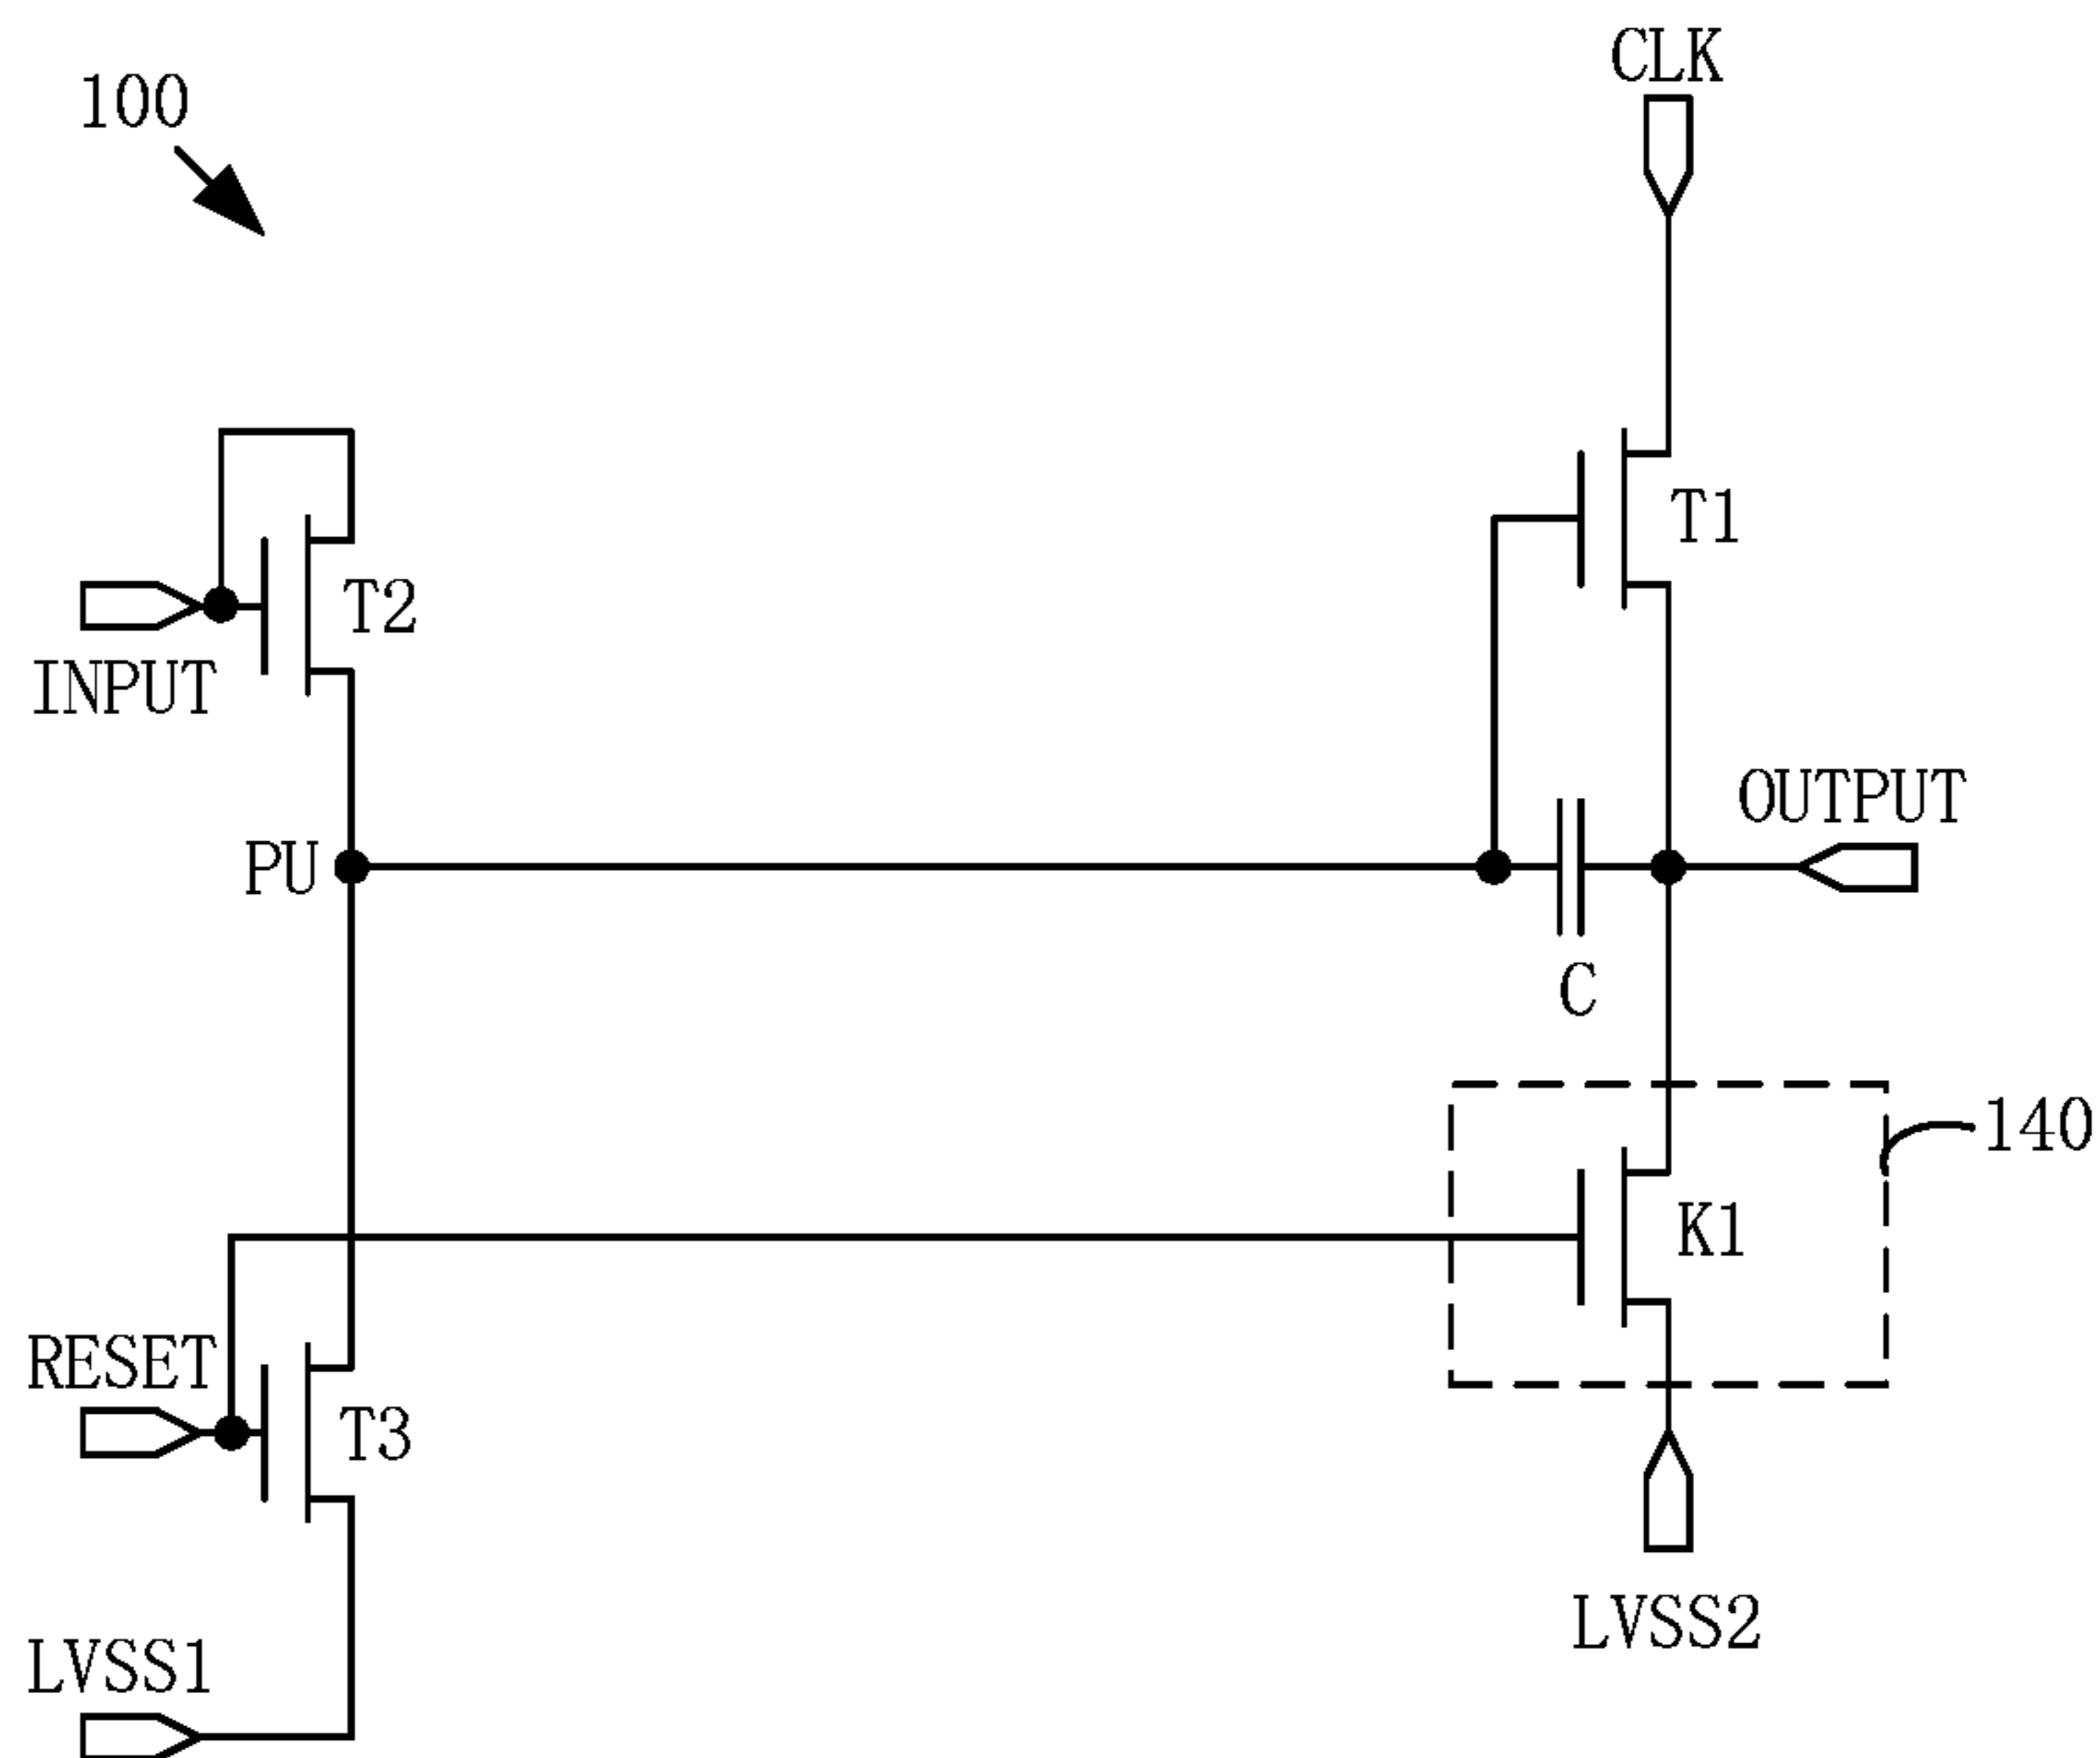 CLK
100
T1
T2
INPUT
OUTPUT
PU
C
140
K1
RESET
T3
LVSS2
LVSS1